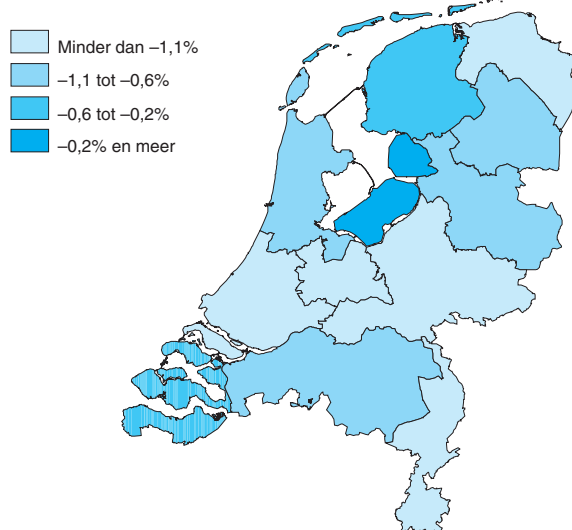 Minder dan –1,1%
–1,1 tot –0,6%
–0,6 tot –0,2%
–0,2% en meer